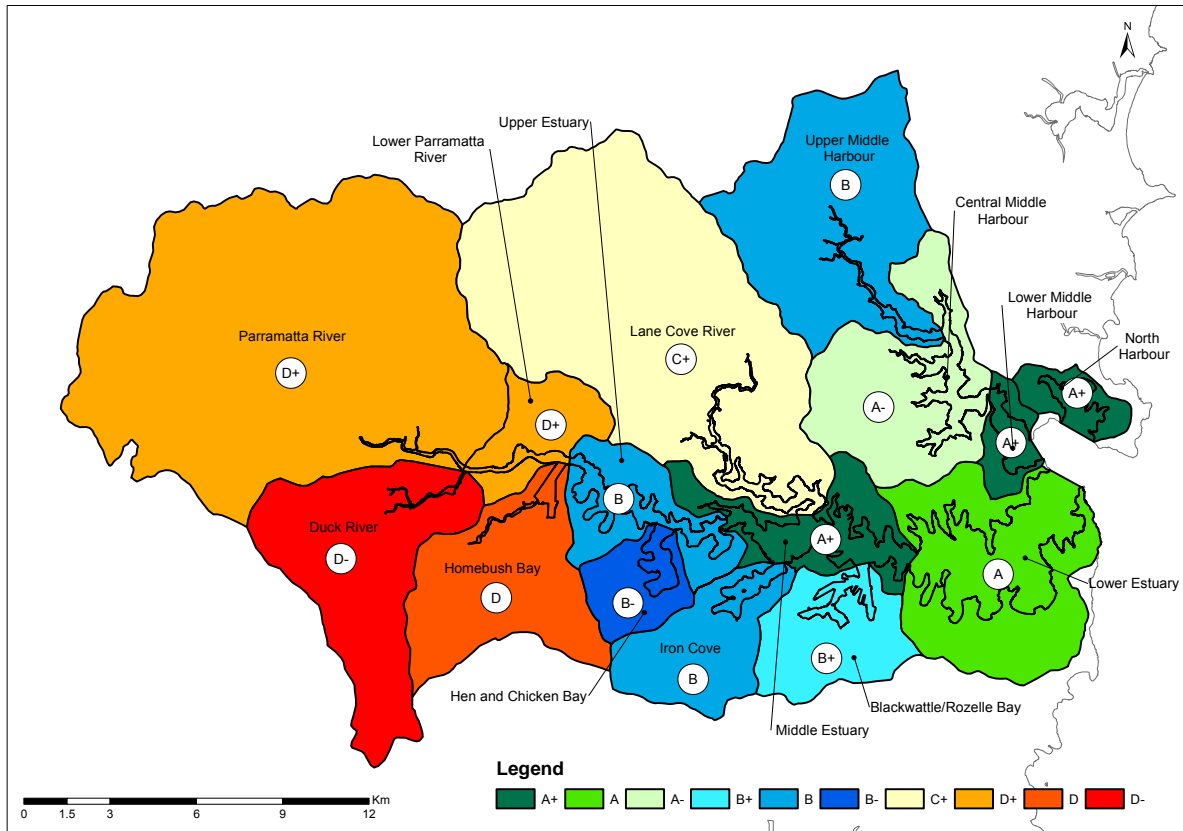 N
Upper Estuary
Lower Parramatta
River
Upper Middle
Harbour
B
Central Middle
Harbour
Lower Middle
Harbour
North
Harbour
A+
Parramatta River
D+
Lane Cove River
C+
D+
A-
A+
B
Duck River
D-
Homebush Bay
D
A+
A
Lower Estuary
B-
Iron Cove
B
B+
Hen and Chicken Bay
Blackwattle/Rozelle Bay
Middle Estuary
Legend
A+ A A- B+ B B- C+ D+ D D-
Km
0 1.5 3 6 9 12